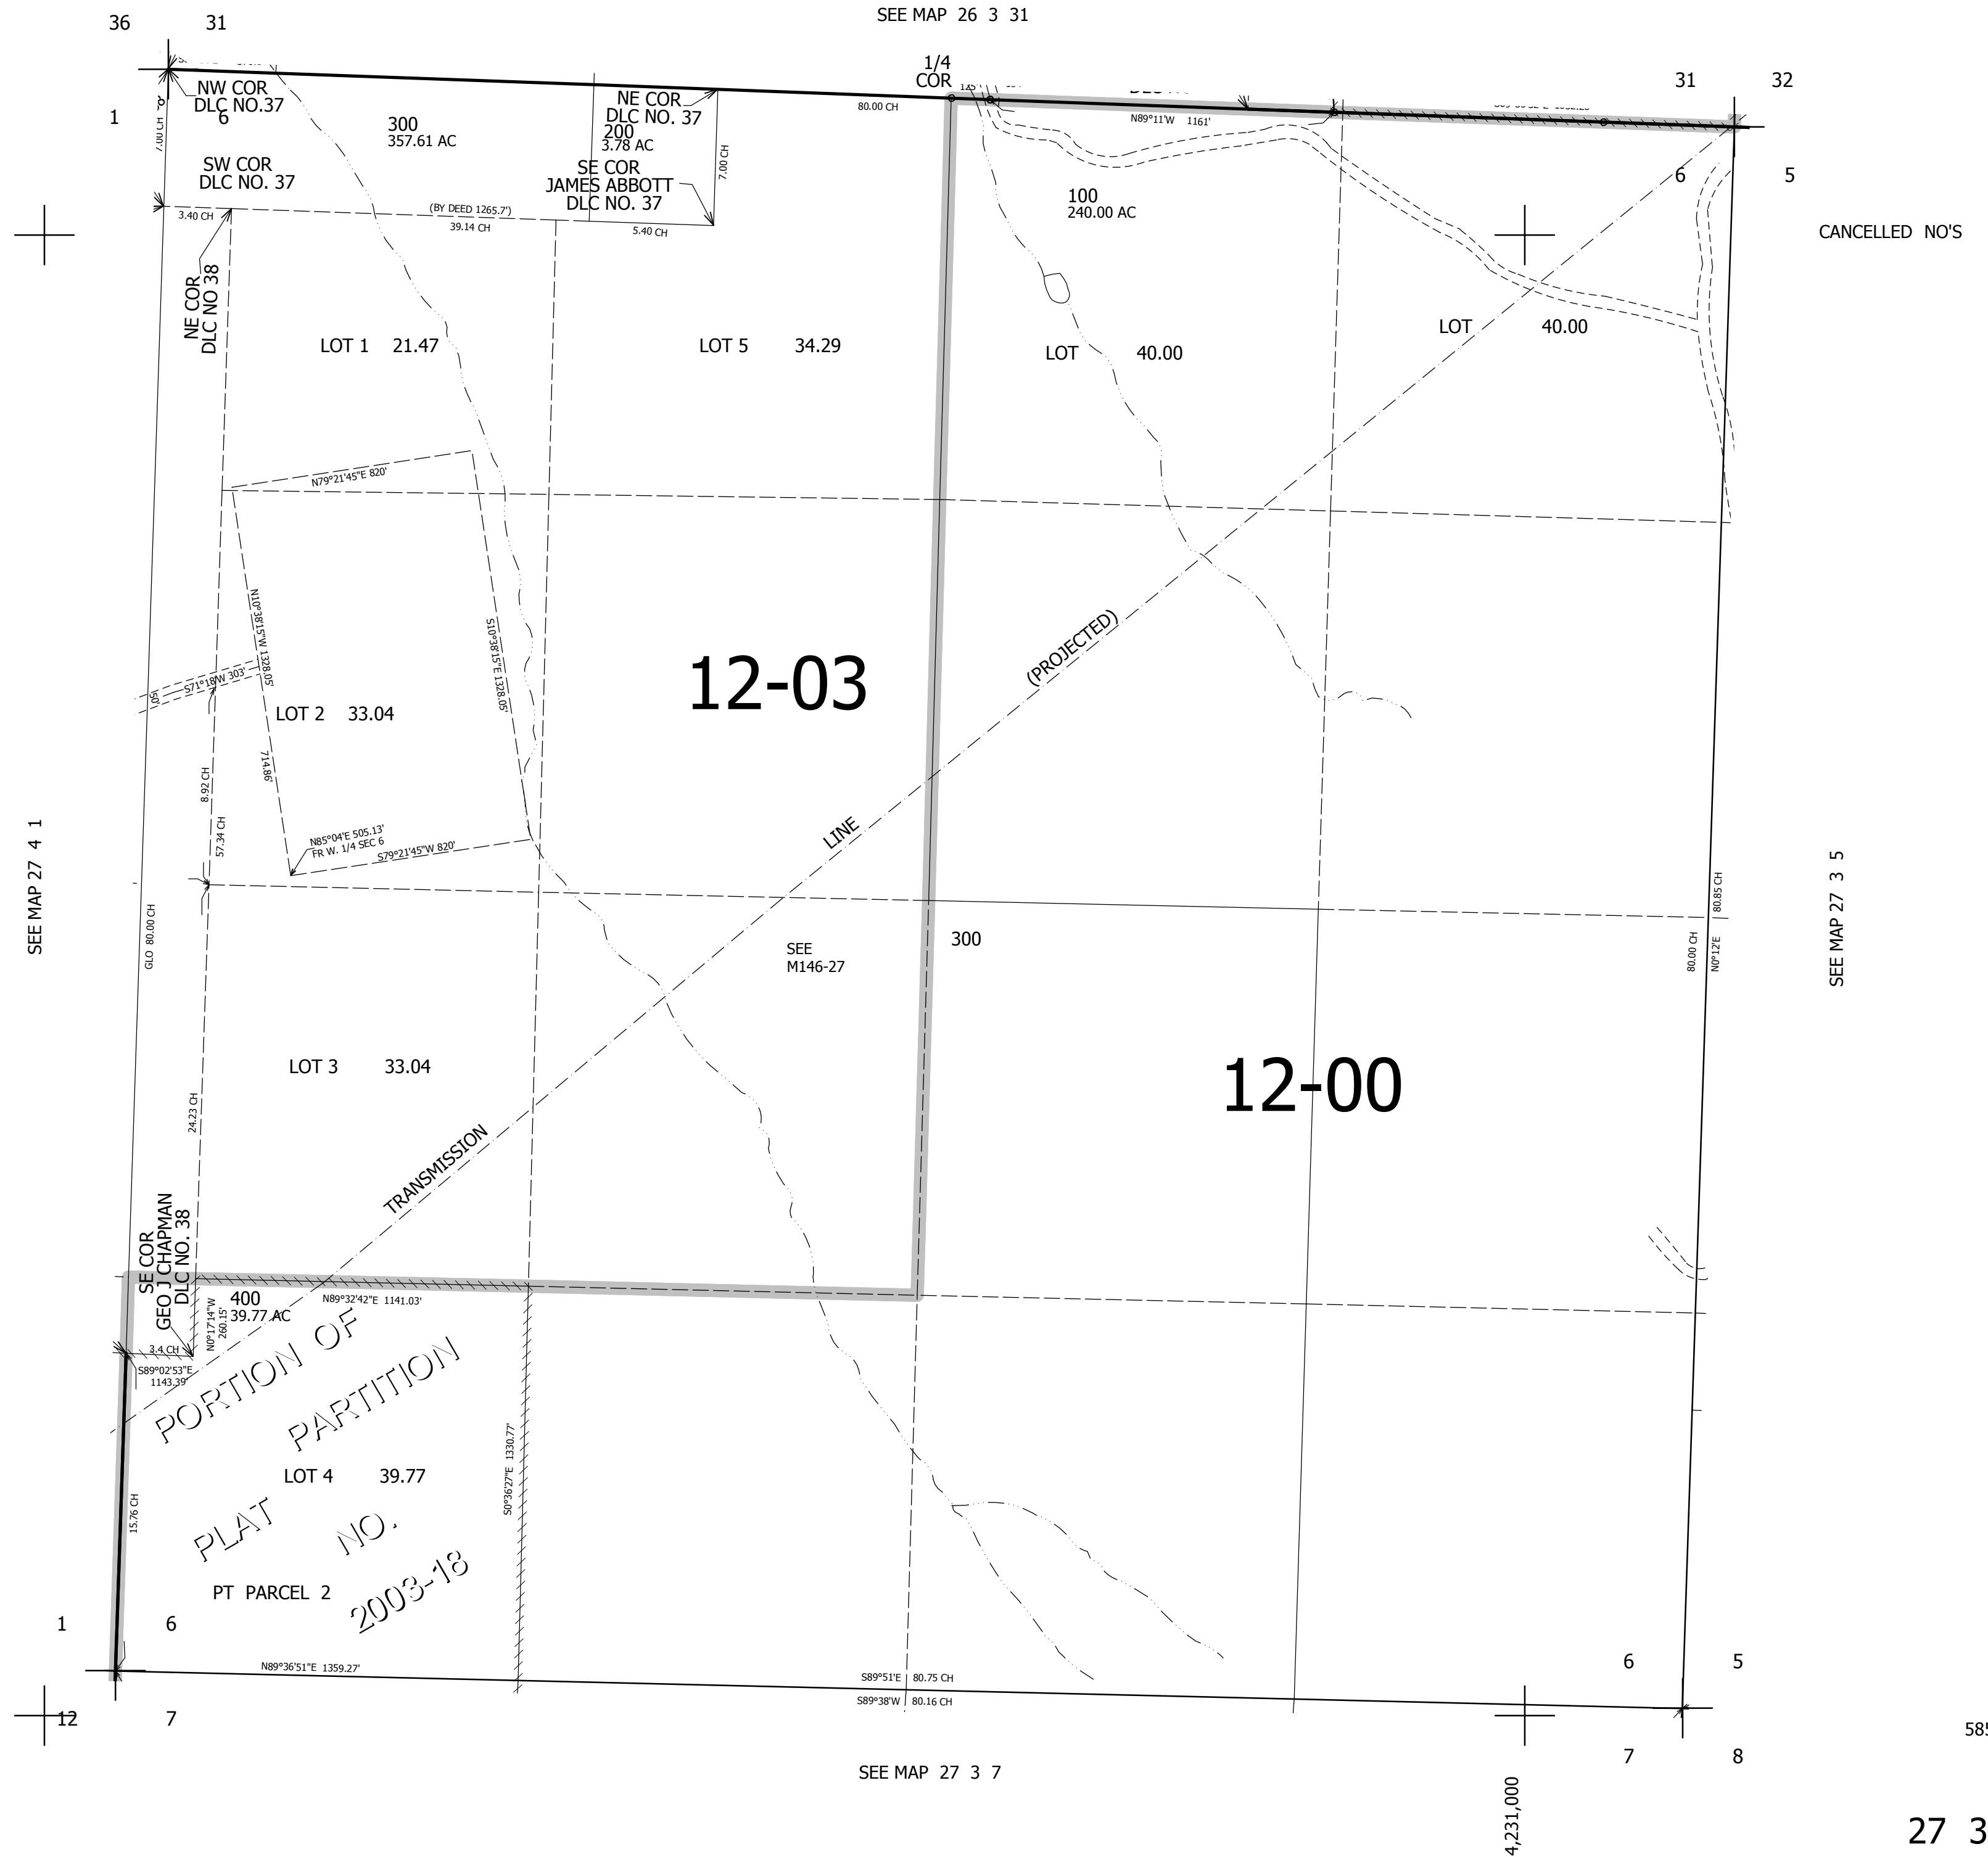 SEE MAP 26 3 31
36 31
1/4
COR
31 32
NW COR
DLC NO.37
1 6
7.00 CH
300
357.61 AC
NE COR
DLC NO. 37
200
3.78 AC
7.00 CH
80.00 CH
125'
N89°11'W 1161'
SW COR
DLC NO. 37
SE COR
JAMES ABBOTT
DLC NO. 37
6 5
100
240.00 AC
3.40 CH
(BY DEED 1265.7')
39.14 CH
5.40 CH
CANCELLED NO'S
NE COR
DLC NO 38
LOT 1 21.47
LOT 5 34.29
LOT 40.00
LOT 40.00
N79°21'45"E 820'
N10°38'15"W 1328.05'
S10°38'15"E 1328.05'
12-03
(PROJECTED)
50'
S71°18'W 303'
LOT 2 33.04
714.86'
8.92 CH
57.34 CH
N85°04'E 505.13'
FR W. 1/4 SEC 6
S79°21'45"W 820'
LINE
SEE MAP 27 4 1
SEE MAP 27 3 5
80.85 CH
80.00 CH
N0°12'E
GLO 80.00 CH
SEE
M146-27
300
LOT 3 33.04
12-00
24.23 CH
TRANSMISSION
SE COR
GEO J CHAPMAN
DLC NO. 38
400
39.77 AC
N89°32'42"E 1141.03'
N0°17'14"W
260.15'
3.4 CH
S89°02'53"E
1143.39'
PORTION OF
PARTITION
LOT 4 39.77
S0°36'27"E 1330.77'
15.76 CH
PLAT NO.
2003-18
PT PARCEL 2
1 6
N89°36'51"E 1359.27'
S89°51'E 80.75 CH
S89°38'W 80.16 CH
6 5
12 7
7 8
585
SEE MAP 27 3 7
4,231,000
27 3